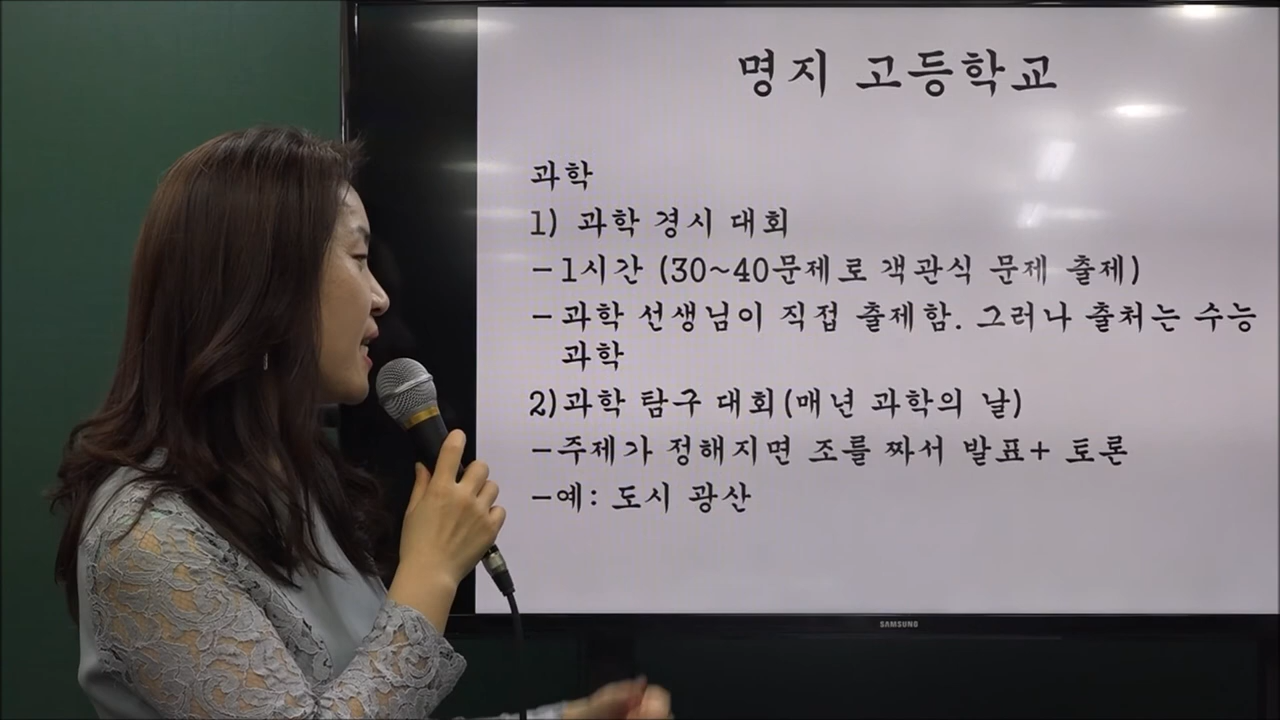 명지 고등학교
과학
1) 과학 경시 대회
-1시간 (30~40문제로 객관식 문제 출제)
-과학 선생님이 직접 출제함. 그러나 출처는 수능
과학
2)과학 탐구 대회(매년 과학의 날)
-주제가 정해지면 조를 짜서 발표+ 토론
-예: 도시 광산
SAMSUNG